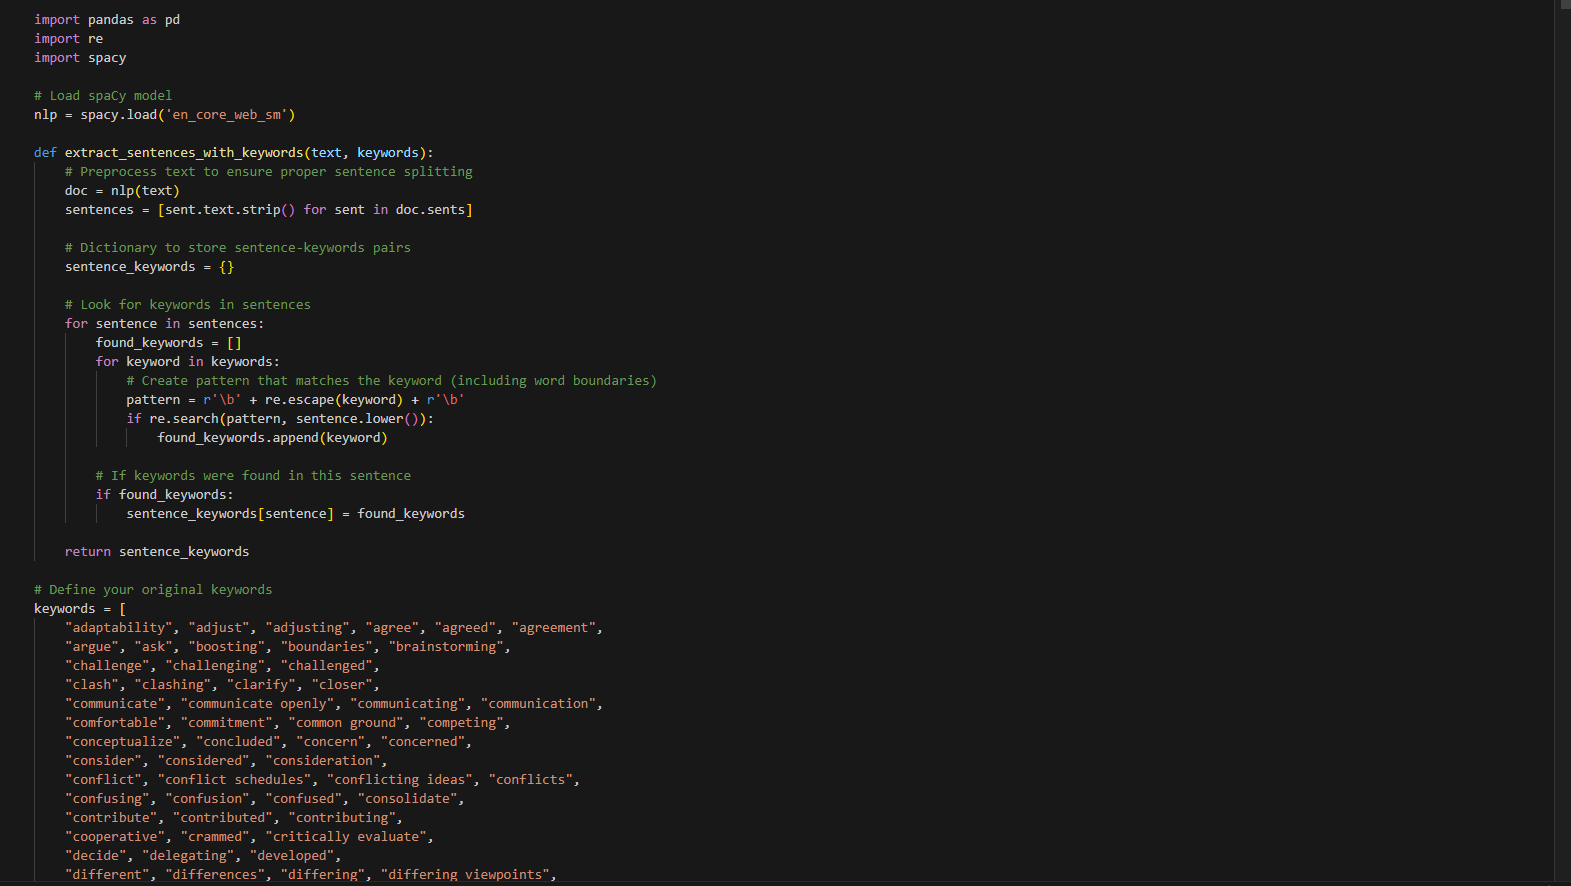 import pandas as pd
import re
import spacy

# Load spaCy model
nlp = spacy.load('en_core_web_sm')

def extract_sentences_with_keywords(text, keywords):
    # Preprocess text to ensure proper sentence splitting
    doc = nlp(text)
    sentences = [sent.text.strip() for sent in doc.sents]

    # Dictionary to store sentence-keywords pairs
    sentence_keywords = {}

    # Look for keywords in sentences
    for sentence in sentences:
        found_keywords = []
        for keyword in keywords:
            # Create pattern that matches the keyword (including word boundaries)
            pattern = r'\b' + re.escape(keyword) + r'\b'
            if re.search(pattern, sentence.lower()):
                found_keywords.append(keyword)

        # If keywords were found in this sentence
        if found_keywords:
            sentence_keywords[sentence] = found_keywords

    return sentence_keywords

# Define your original keywords
keywords = [
    "adaptability", "adjust", "adjusting", "agree", "agreed", "agreement",
    "argue", "ask", "boosting", "boundaries", "brainstorming",
    "challenge", "challenging", "challenged",
    "clash", "clashing", "clarify", "closer",
    "communicate", "communicate openly", "communicating", "communication",
    "comfortable", "commitment", "common ground", "competing",
    "conceptualize", "concluded", "concern", "concerned",
    "consider", "considered", "consideration",
    "conflict", "conflict schedules", "conflicting ideas", "conflicts",
    "confusing", "confusion", "confused", "consolidate",
    "contribute", "contributed", "contributing",
    "cooperative", "crammed", "critically evaluate",
    "decide", "delegating", "developed",
    "different", "differences", "differing", "differing viewpoints",